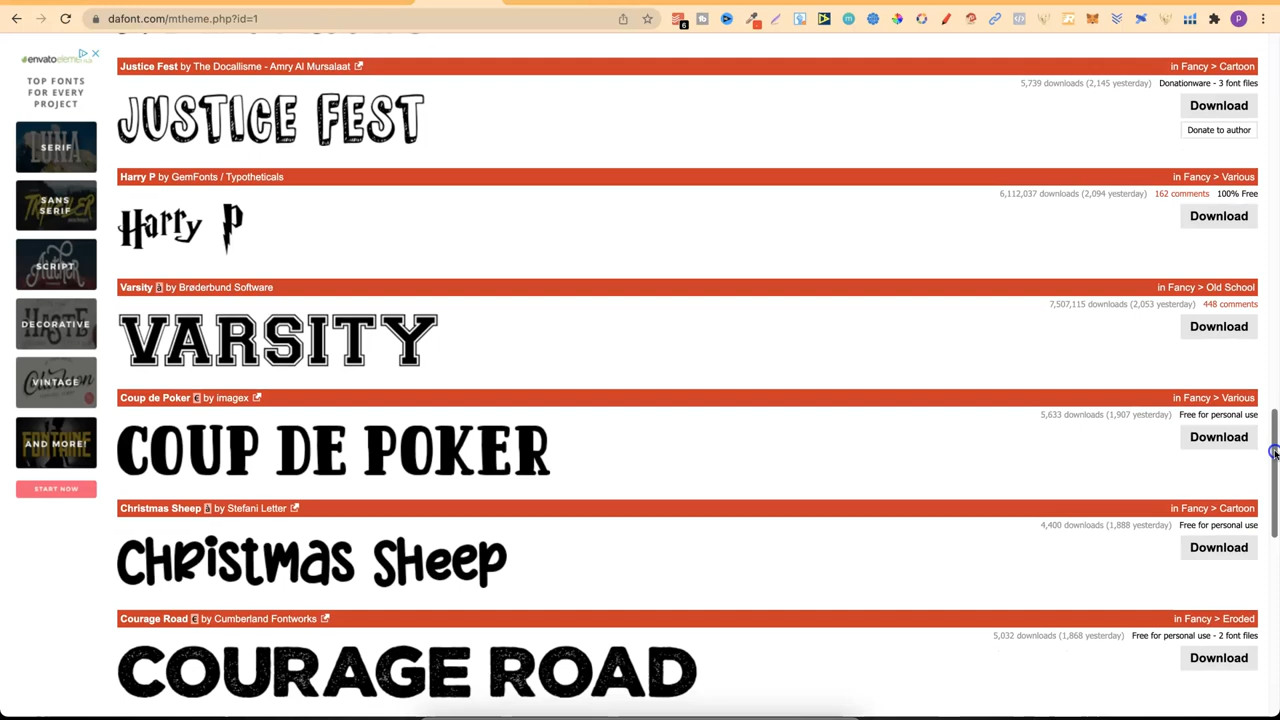 dafont.com/mtheme.php?id=1
6
p
envato elements
TOP FONTS
FOR EVERY
PROJECT
SERIF
SANS
SERIF
SCRIPT
DECORATIVE
VINTAGE
AND MORE!
START NOW
Justice Fest by The Docallisme - Amry Al Mursalaat in Fancy > Cartoon
5,739 downloads (2,145 yesterday) Donationware - 3 font files
JUSTICE FEST
Download
Donate to author
Harry P by GemFonts / Typotheticals in Fancy > Various
6,112,037 downloads (2,094 yesterday) 162 comments 100% Free
Harry P
Download
Varsity à by Brøderbund Software in Fancy > Old School
7,507,115 downloads (2,053 yesterday) 448 comments
VARSITY
Download
Coup de Poker € by imagex in Fancy > Various
5,633 downloads (1,907 yesterday) Free for personal use
COUP DE POKER
Download
Christmas Sheep à by Stefani Letter in Fancy > Cartoon
4,400 downloads (1,888 yesterday) Free for personal use
Christmas Sheep
Download
Courage Road € by Cumberland Fontworks in Fancy > Eroded
5,032 downloads (1,868 yesterday) Free for personal use - 2 font files
COURAGE ROAD
Download